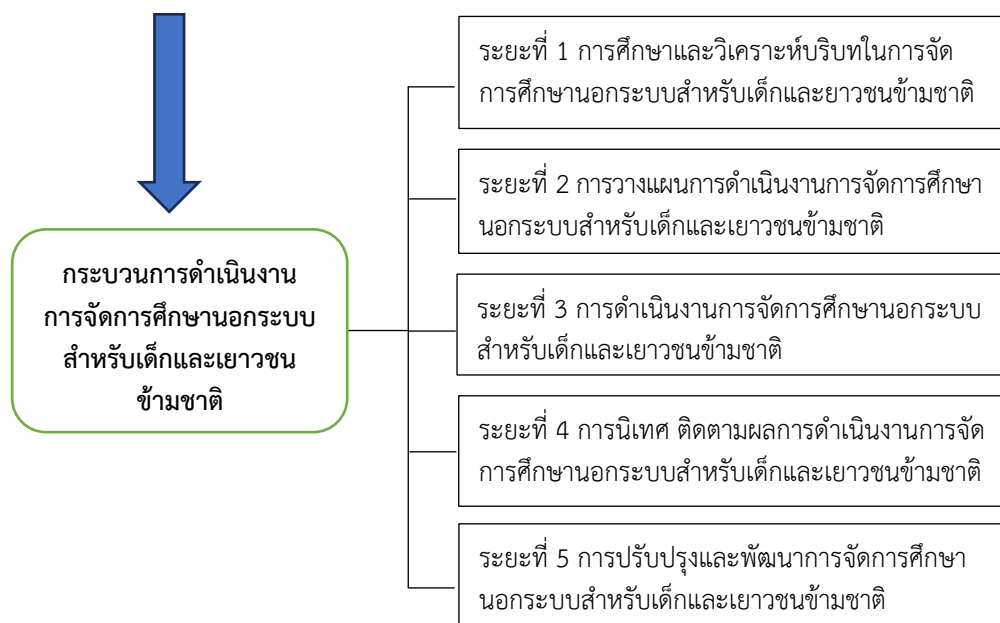 ระยะที่ 1 การศึกษาและวิเคราะห์บริบทในการจัด
การศึกษานอกระบบสำหรับเด็กและยาวชนข้ามชาติ
ระยะที่ 2 การวางแผนการดำเนินงานการจัดการศึกษา
นอกระบบสำหรับเด็กและเยาวชนข้ามชาติ
กระบวนการดำเนินงาน
การจัดการศึกษานอกระบบ
สำหรับเด็กและเยาวชน
ข้ามชาติ
ระยะที่ 3 การดำเนินงานการจัดการศึกษานอกระบบ
สำหรับเด็กและเยาวชนข้ามชาติ
ระยะที่ 4 การนิเทศ ติดตามผลการดำเนินงานการจัด
การศึกษานอกระบบสำหรับเด็กและเยาวชนข้ามชาติ
ระยะที่ 5 การปรับปรุงและพัฒนาการจัดการศึกษา
นอกระบบสำหรับเด็กและเยาวชนข้ามชาติ